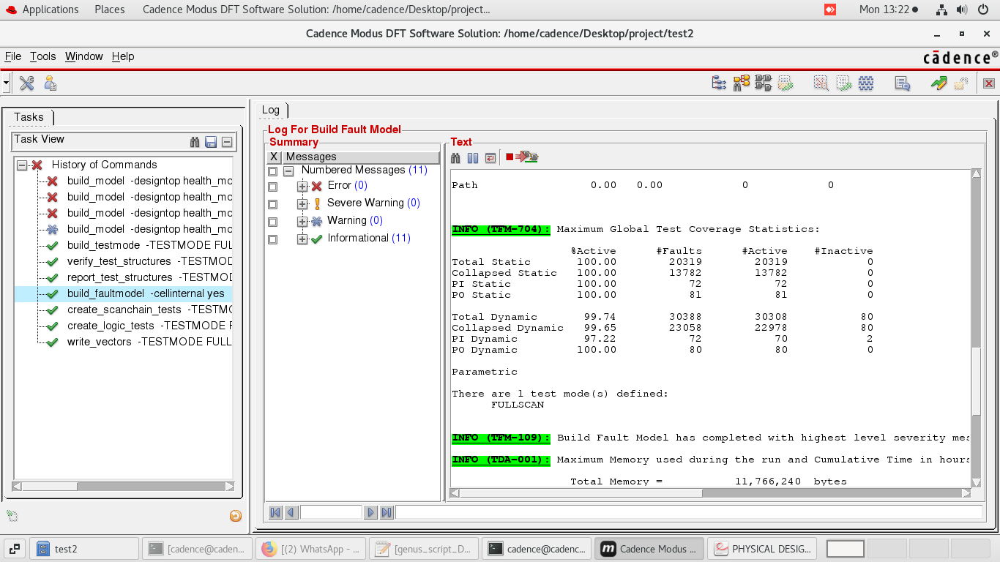 Applications Places Cadence Modus DFT Software Solution: /home/cadence/Desktop/project... Mon 13:22
Cadence Modus DFT Software Solution: /home/cadence/Desktop/project/test2
File Tools Window Help cādence®
Tasks
Task View
History of Commands
build_model -designtop health_mo
build_model -designtop health_mo
build_model -designtop health_mo
build_model -designtop health_mo
build_testmode -TESTMODE FUL
verify_test_structures -TESTMOD
report_test_structures -TESTMOD
build_faultmodel -cellinternal yes
create_scanchain_tests -TESTMO
create_logic_tests -TESTMODE F
write_vectors -TESTMODE FULL
Log
Log For Build Fault Model
Summary
X Messages
Numbered Messages (11)
Error (0)
Severe Warning (0)
Warning (0)
Informational (11)
Text
Path 0.00 0.00 0 0
INFO (TFM-704): Maximum Global Test Coverage Statistics:
%Active #Faults #Active #Inactive
Total Static 100.00 20319 20319 0
Collapsed Static 100.00 13782 13782 0
PI Static 100.00 72 72 0
PO Static 100.00 81 81 0
Total Dynamic 99.74 30388 30308 80
Collapsed Dynamic 99.65 23058 22978 80
PI Dynamic 97.22 72 70 2
PO Dynamic 100.00 80 80 0
Parametric
There are 1 test mode(s) defined:
FULLSCAN
INFO (TFM-109): Build Fault Model has completed with highest level severity mes
INFO (TDA-001): Maximum Memory used during the run and Cumulative Time in hours
Total Memory = 11,766,240 bytes
test2 [cadence@caden... [(2) WhatsApp - ... [genus_script_D... cadence@cadenc... Cadence Modus ... PHYSICAL DESIG...